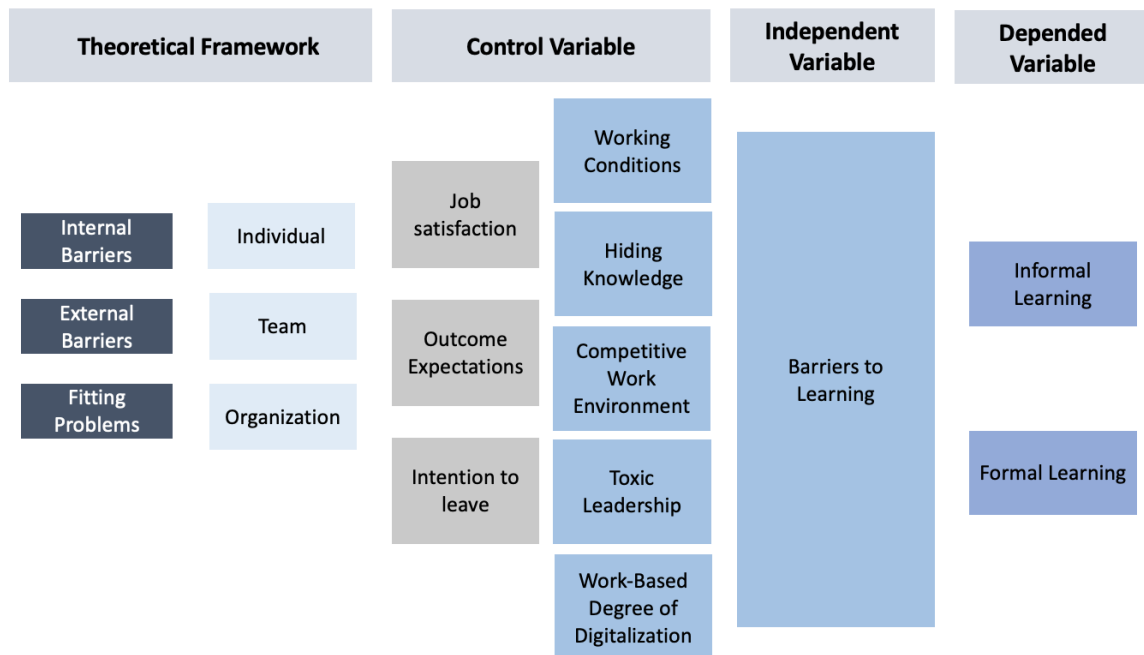 Theoretical Framework
Control Variable
Independent
Variable
Depended
Variable
Internal
Barriers
External
Barriers
Fitting
Problems
Individual
Team
Organization
Job
satisfaction
Outcome
Expectations
Intention to
leave
Working
Conditions
Hiding
Knowledge
Competitive
Work
Environment
Toxic
Leadership
Work-Based
Degree of
Digitalization
Barriers to
Learning
Informal
Learning
Formal Learning